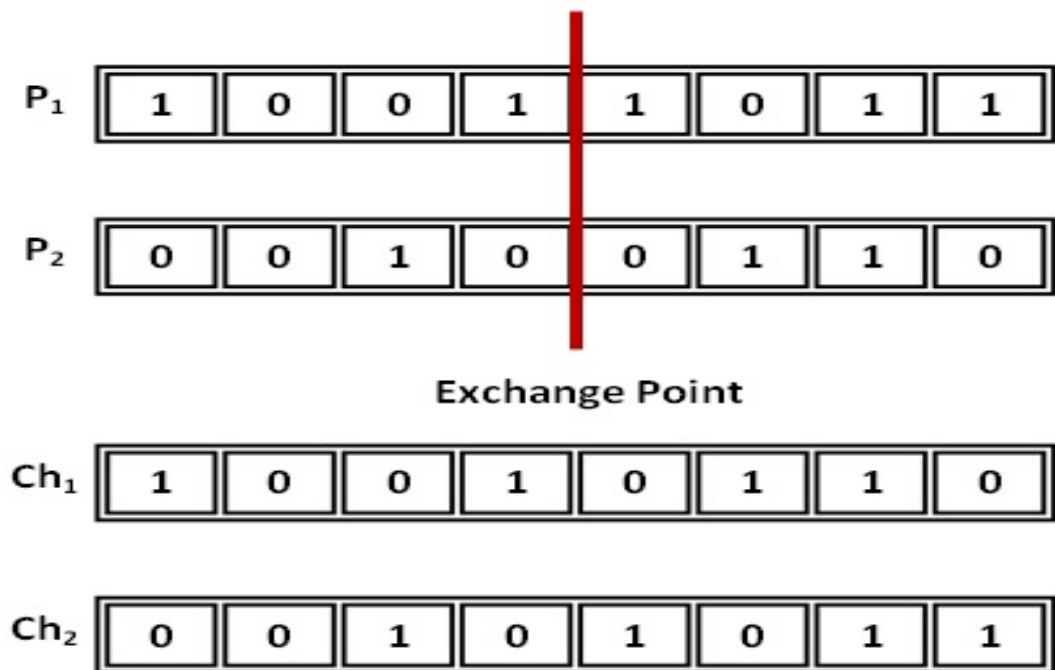 P₁ 1 0 0 1 1 0 1 1
P₂ 0 0 1 0 0 1 1 0
Exchange Point
Ch₁ 1 0 0 1 0 1 1 0
Ch₂ 0 0 1 0 1 0 1 1